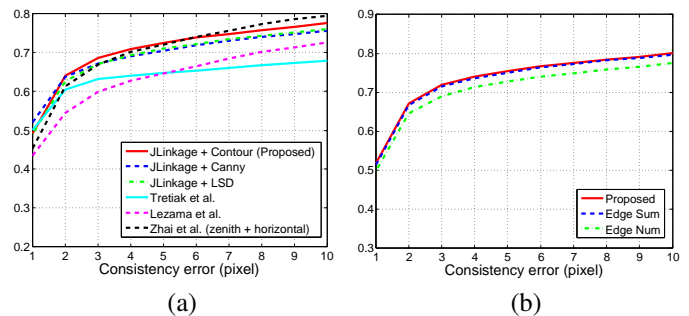 0.8
0.7
0.6
0.5
0.4
0.3
0.2
1 2 3 4 5 6 7 8 9 10
Consistency error (pixel)
JLinkage + Contour (Proposed)
JLinkage + Canny
JLinkage + LSD
Tretiak et al.
Lezama et al.
Zhai et al. (zenith + horizontal)
(a)
0.9
0.8
0.7
0.6
0.5
0.4
0.3
1 2 3 4 5 6 7 8 9 10
Consistency error (pixel)
Proposed
Edge Sum
Edge Num
(b)